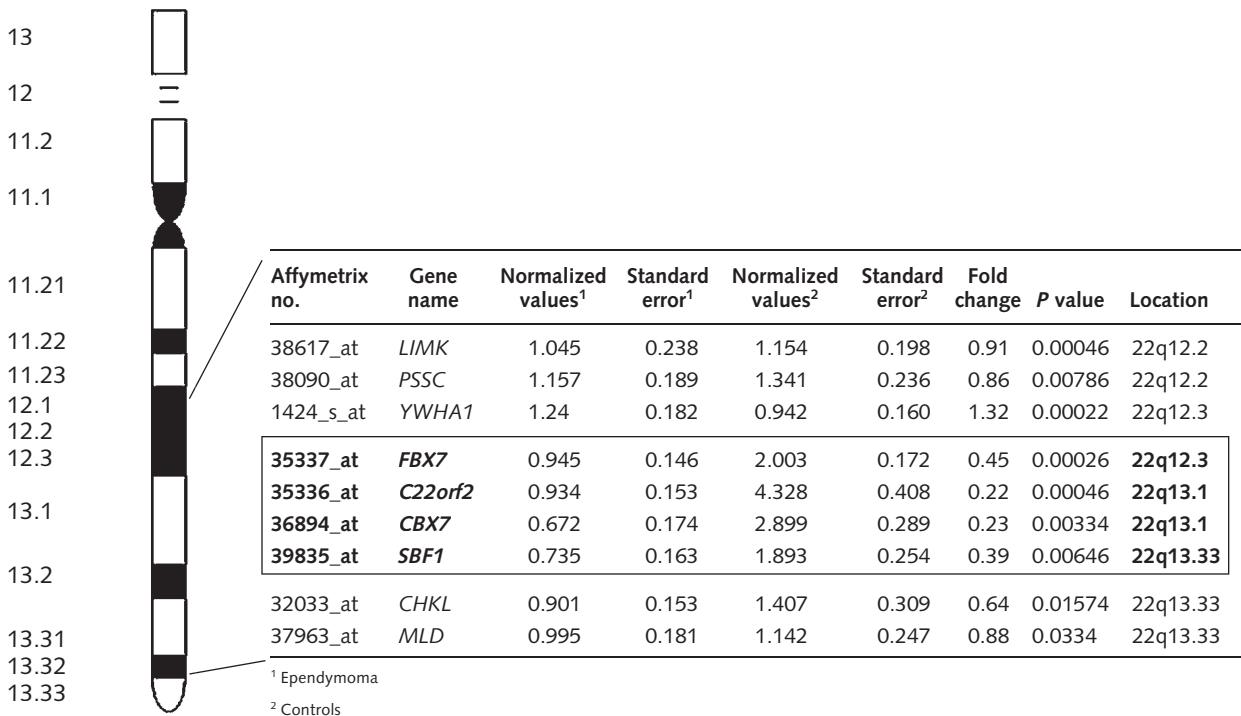 13
12
11.2
11.1
11.21
11.22
11.23
12.1
12.2
12.3
13.1
13.2
13.31
13.32
13.33
Affymetrix no. Gene name Normalized values¹ Standard error¹ Normalized values² Standard error² Fold change P value Location
38617_at LIMK 1.045 0.238 1.154 0.198 0.91 0.00046 22q12.2
38090_at PSSC 1.157 0.189 1.341 0.236 0.86 0.00786 22q12.2
1424_s_at YWHA1 1.24 0.182 0.942 0.160 1.32 0.00022 22q12.3
35337_at FBX7 0.945 0.146 2.003 0.172 0.45 0.00026 22q12.3
35336_at C22orf2 0.934 0.153 4.328 0.408 0.22 0.00046 22q13.1
36894_at CBX7 0.672 0.174 2.899 0.289 0.23 0.00334 22q13.1
39835_at SBF1 0.735 0.163 1.893 0.254 0.39 0.00646 22q13.33
32033_at CHKL 0.901 0.153 1.407 0.309 0.64 0.01574 22q13.33
37963_at MLD 0.995 0.181 1.142 0.247 0.88 0.0334 22q13.33
¹ Ependymoma
² Controls